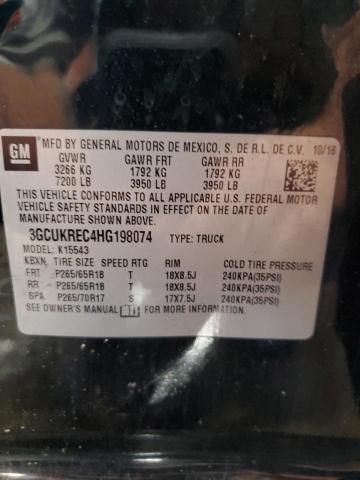 GM
MFD BY GENERAL MOTORS DE MEXICO, S. DE R.L. DE C.V. 10/16
GVWR GAWR FRT GAWR RR
3266 KG 1792 KG 1792 KG
7200 LB 3950 LB 3950 LB
THIS VEHICLE CONFORMS TO ALL APPLICABLE U.S. FEDERAL MOTOR
VEHICLE SAFETY STANDARDS IN EFFECT ON THE DATE OF
MANUFACTURE SHOWN ABOVE.
3GCUKREC4HG198074 TYPE: TRUCK
MODEL: K15543
KBXN: TIRE SIZE SPEED RTG RIM COLD TIRE PRESSURE
FRT P265/65R18 T 18X8.5J 240KPA(35PSI)
RR P265/65R18 T 18X8.5J 240KPA(35PSI)
SPA P265/70R17 S 17X7.5J 240KPA(35PSI)
SEE OWNER'S MANUAL FOR MORE INFORMATION.